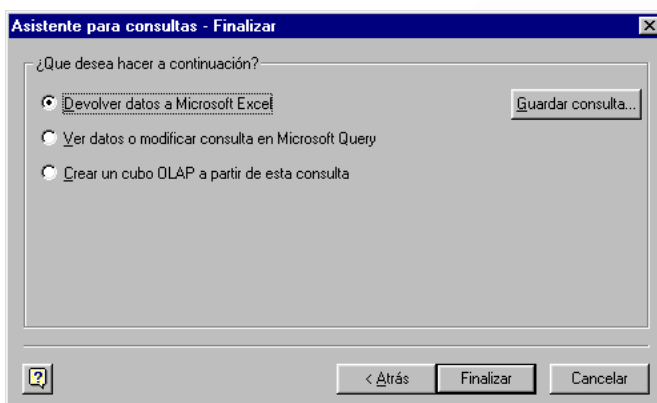 Asistente para consultas - Finalizar
¿Que desea hacer a continuación?
Devolver datos a Microsoft Excel
Guardar consulta...
Ver datos o modificar consulta en Microsoft Query
Crear un cubo OLAP a partir de esta consulta
< Atrás
Finalizar
Cancelar